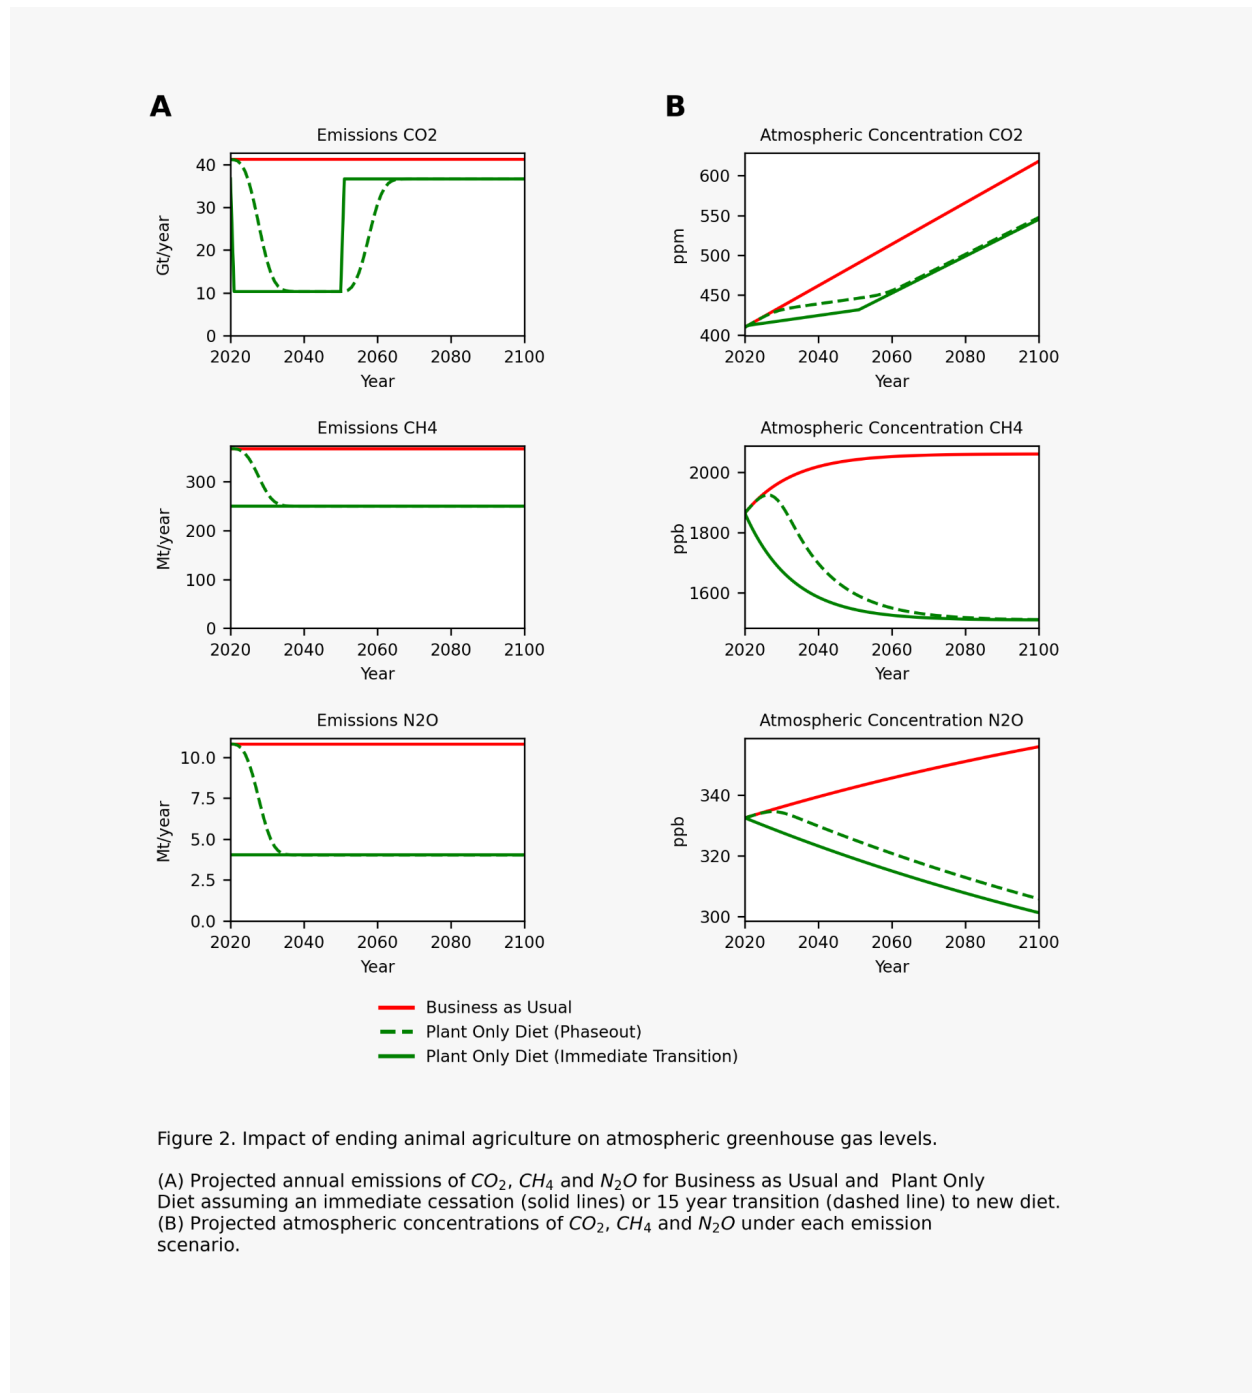 A
B
Emissions CO2
Gt/year
40
30
20
10
0
2020 2040 2060 2080 2100
Year
Atmospheric Concentration CO2
ppm
600
550
500
450
400
2020 2040 2060 2080 2100
Year
Emissions CH4
Mt/year
300
200
100
0
2020 2040 2060 2080 2100
Year
Atmospheric Concentration CH4
ppb
2000
1800
1600
2020 2040 2060 2080 2100
Year
Emissions N2O
Mt/year
10.0
7.5
5.0
2.5
0.0
2020 2040 2060 2080 2100
Year
Atmospheric Concentration N2O
ppb
340
320
300
2020 2040 2060 2080 2100
Year
Business as Usual
Plant Only Diet (Phaseout)
Plant Only Diet (Immediate Transition)
Figure 2. Impact of ending animal agriculture on atmospheric greenhouse gas levels.
(A) Projected annual emissions of CO₂, CH₄ and N₂O for Business as Usual and  Plant Only
Diet assuming an immediate cessation (solid lines) or 15 year transition (dashed line) to new diet.
(B) Projected atmospheric concentrations of CO₂, CH₄ and N₂O under each emission
scenario.